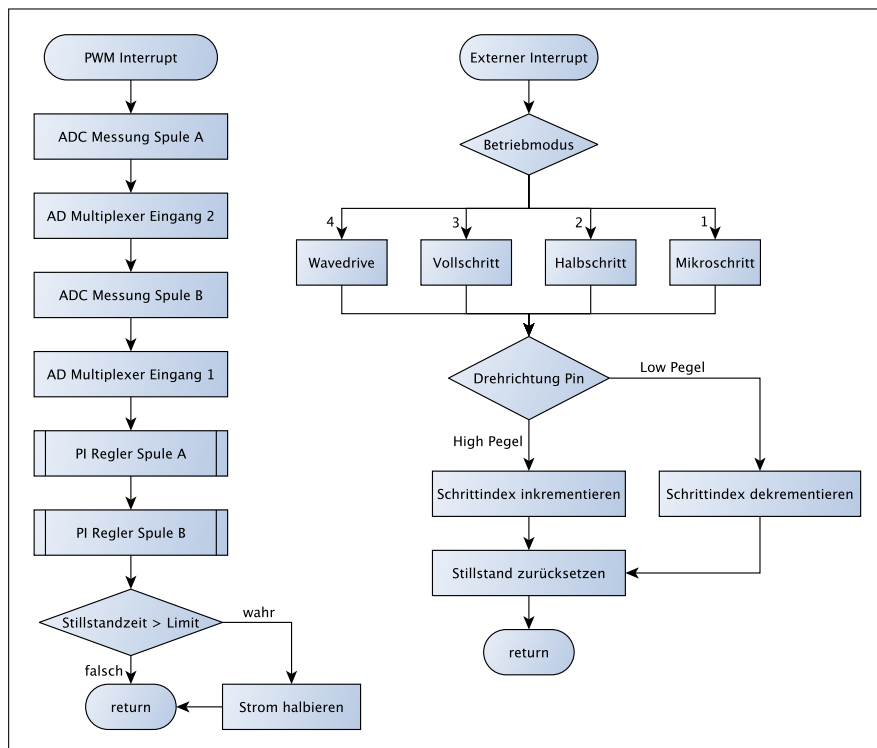 PWM Interrupt
ADC Messung Spule A
AD Multiplexer Eingang 2
ADC Messung Spule B
AD Multiplexer Eingang 1
PI Regler Spule A
PI Regler Spule B
Stillstandzeit > Limit
wahr
falsch
return
Strom halbieren
Externer Interrupt
Betriebmodus
4
3
2
1
Wavedrive
Vollschritt
Halbschritt
Mikroschritt
Drehrichtung Pin
Low Pegel
High Pegel
Schrittindex inkrementieren
Schrittindex dekrementieren
Stillstand zurücksetzen
return